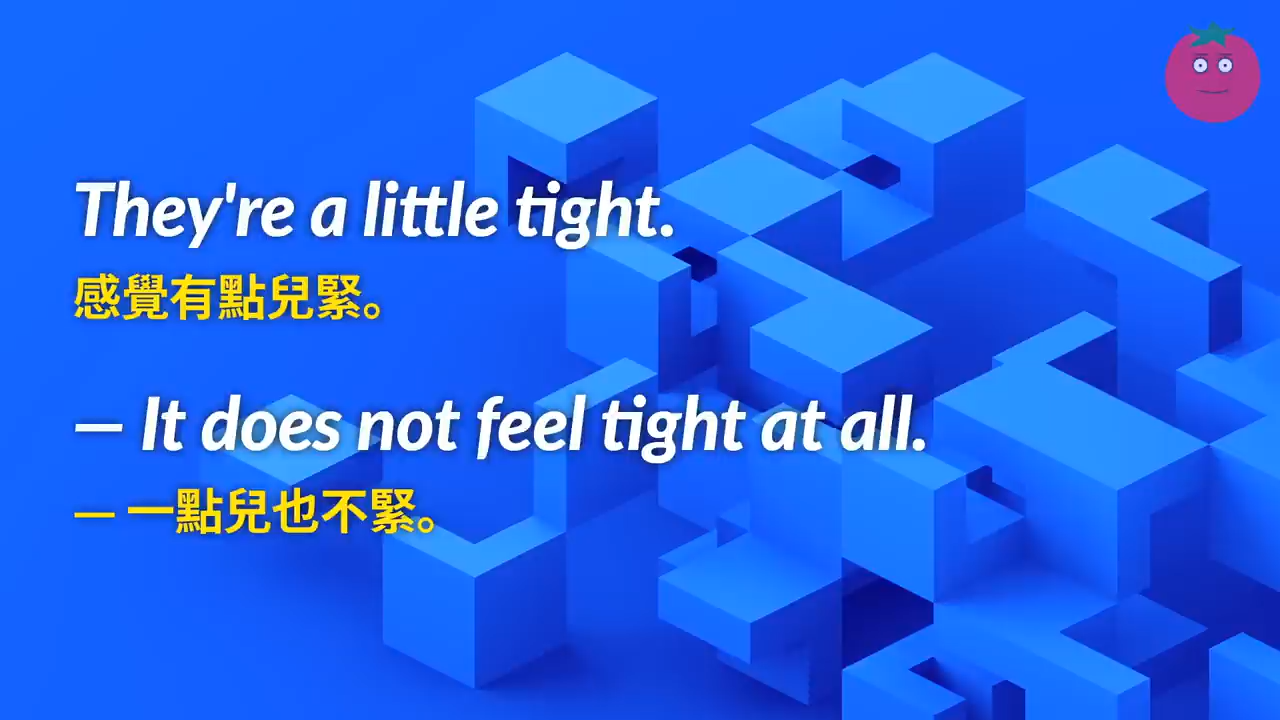 They're a little tight.
感覺有點兒緊。
— It does not feel tight at all.
— 一點兒也不緊。